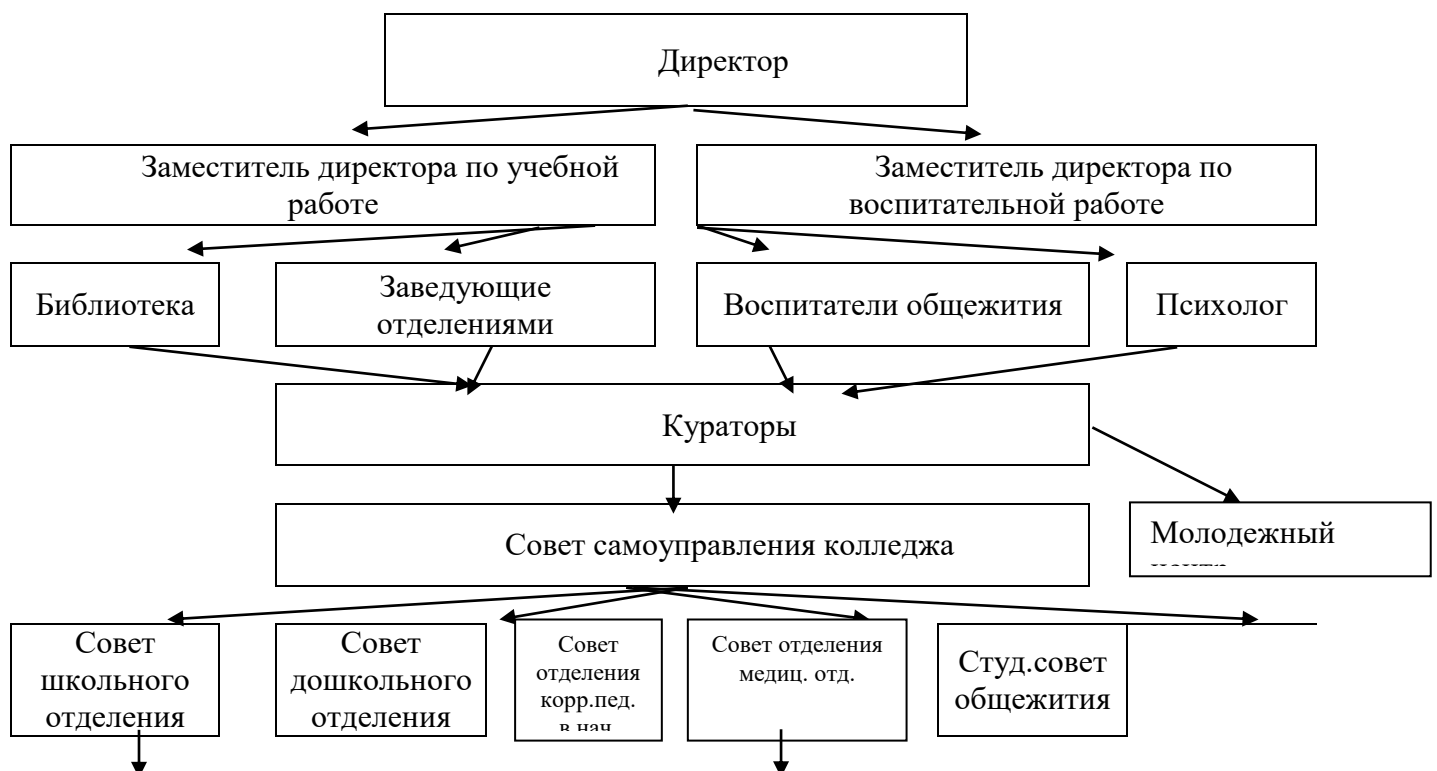 Директор
Заместитель директора по учебной
работе
Заместитель директора по
воспитательной работе
Библиотека
Заведующие
отделениями
Воспитатели общежития
Психолог
Кураторы
Совет самоуправления колледжа
Молодежный
Совет
школьного
отделения
Совет
дошкольного
отделения
Совет
отделения
корр.пед.
в нач.
Совет отделения
медиц. отд.
Студ.совет
общежития